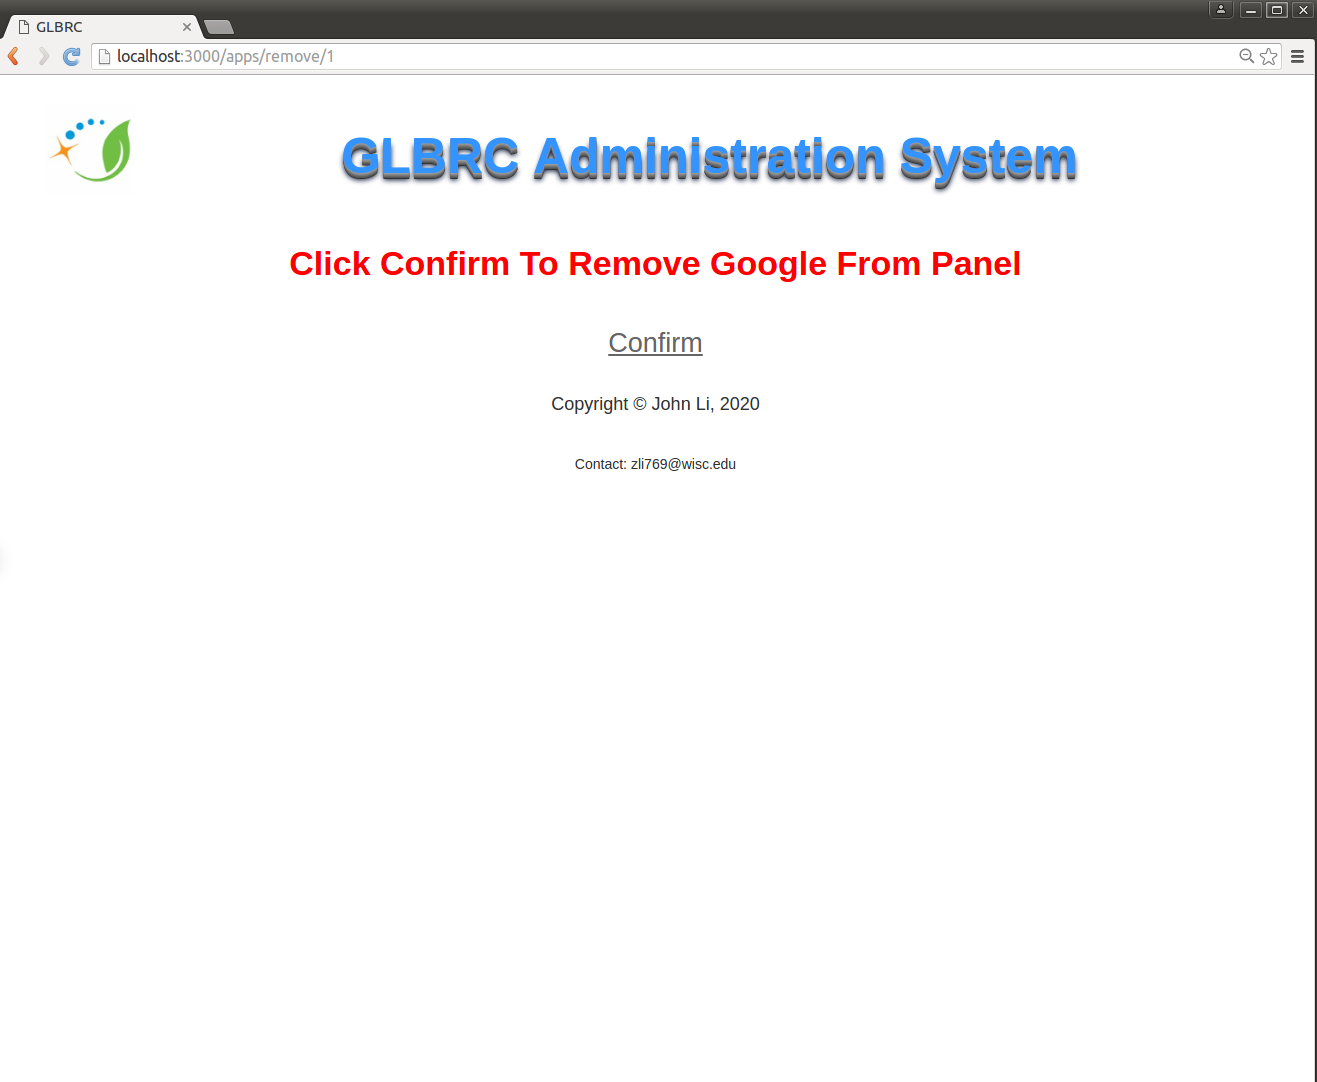 GLBRC
localhost:3000/apps/remove/1
GLBRC Administration System
Click Confirm To Remove Google From Panel
Confirm
Copyright © John Li, 2020
Contact: zli769@wisc.edu